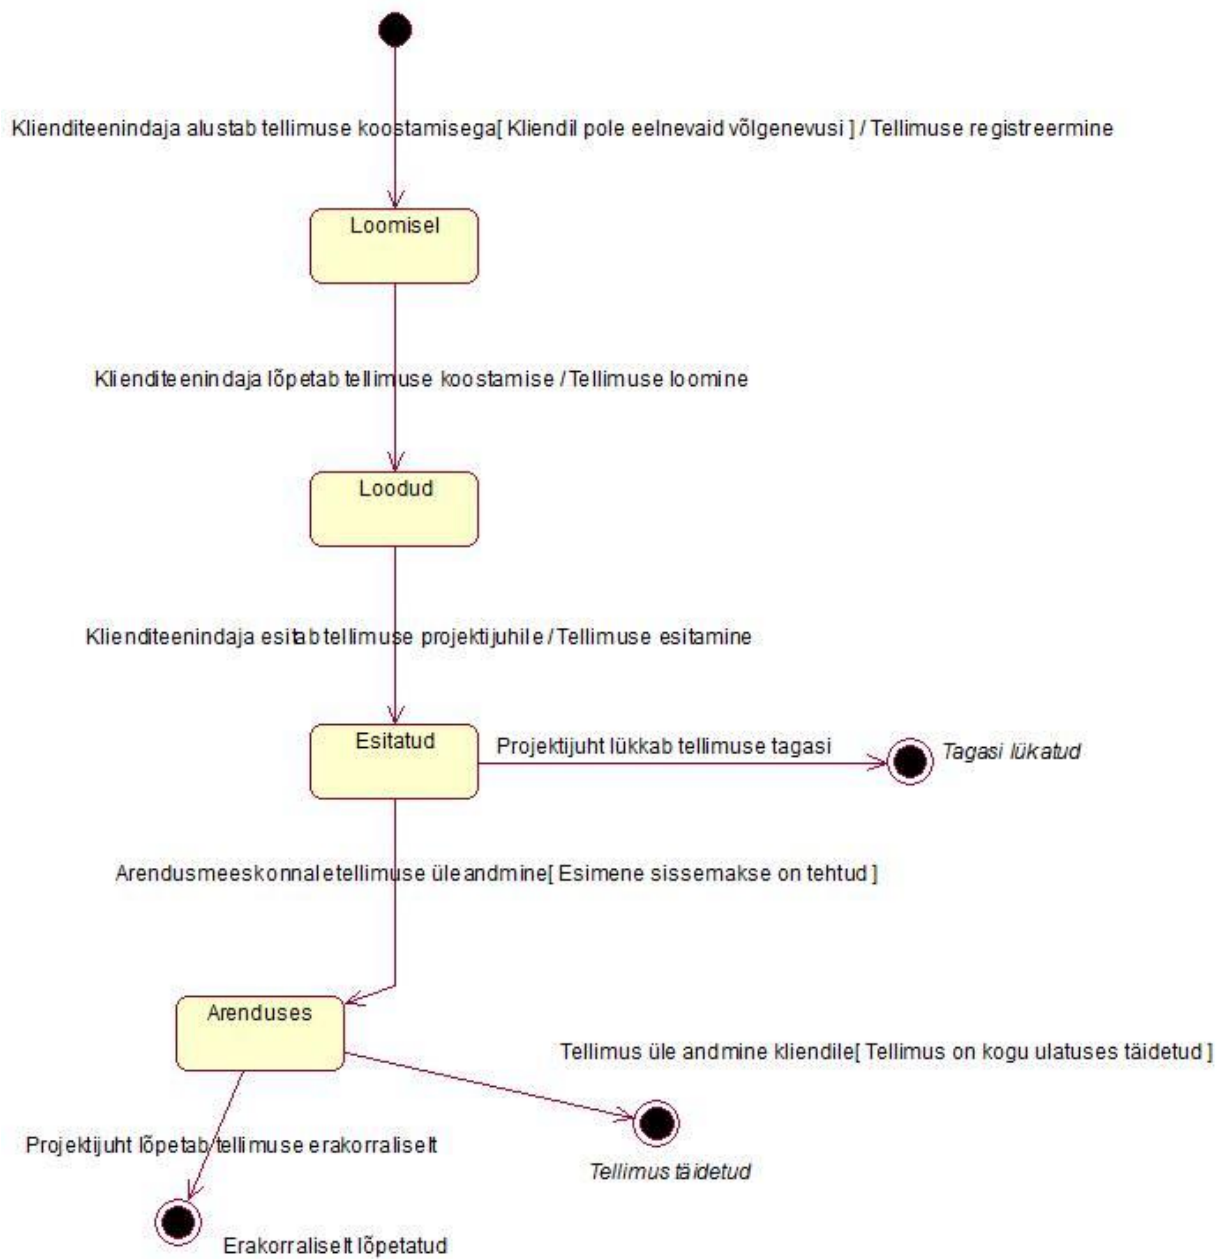 Klienditeenindaja alustab tellimuse koostamisega[ Kliendil pole eelnevaid võlgenevusi ] / Tellimuse registreermine
Loomisel
Klienditeenindaja lõpetab tellimuse koostamise / Tellimuse loomine
Loodud
Klienditeenindaja esitab tellimuse projektijuhile / Tellimuse esitamine
Esitatud
Projektijuht lükkab tellimuse tagasi
Tagasi lükatud
Arendusmeeskonnale tellimuse üleandmine[ Esimene sissemakse on tehtud ]
Arenduses
Tellimus üle andmine kliendile[ Tellimus on kogu ulatuses täidetud ]
Projektijuht lõpetab tellimuse erakorraliselt
Tellimus täidetud
Erakorraliselt lõpetatud